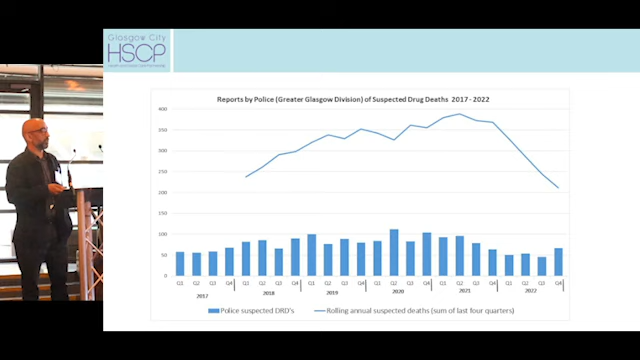 Glasgow City
HSCP
Reports by Police (Greater Glasgow Division) of Suspected Drug Deaths 2017 - 2022
400
350
300
250
200
150
100
50
0
Q1 Q2 Q3 Q4 Q1 Q2 Q3 Q4 Q1 Q2 Q3 Q4 Q1 Q2 Q3 Q4 Q1 Q2 Q3 Q4 Q1 Q2 Q3 Q4
2017 2018 2019 2020 2021 2022
Police suspected DRD's Rolling annual suspected deaths (sum of last four quarters)